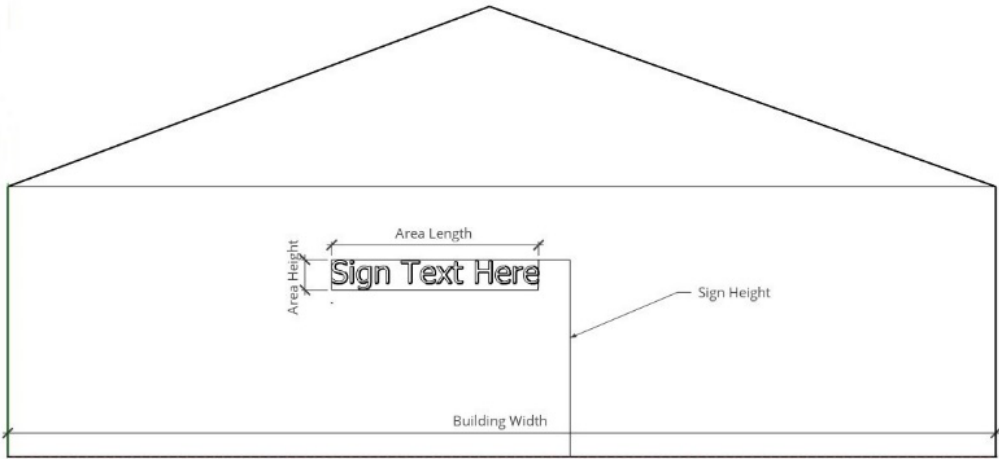 Area Length
Area Height
Sign Text Here
Sign Height
Building Width